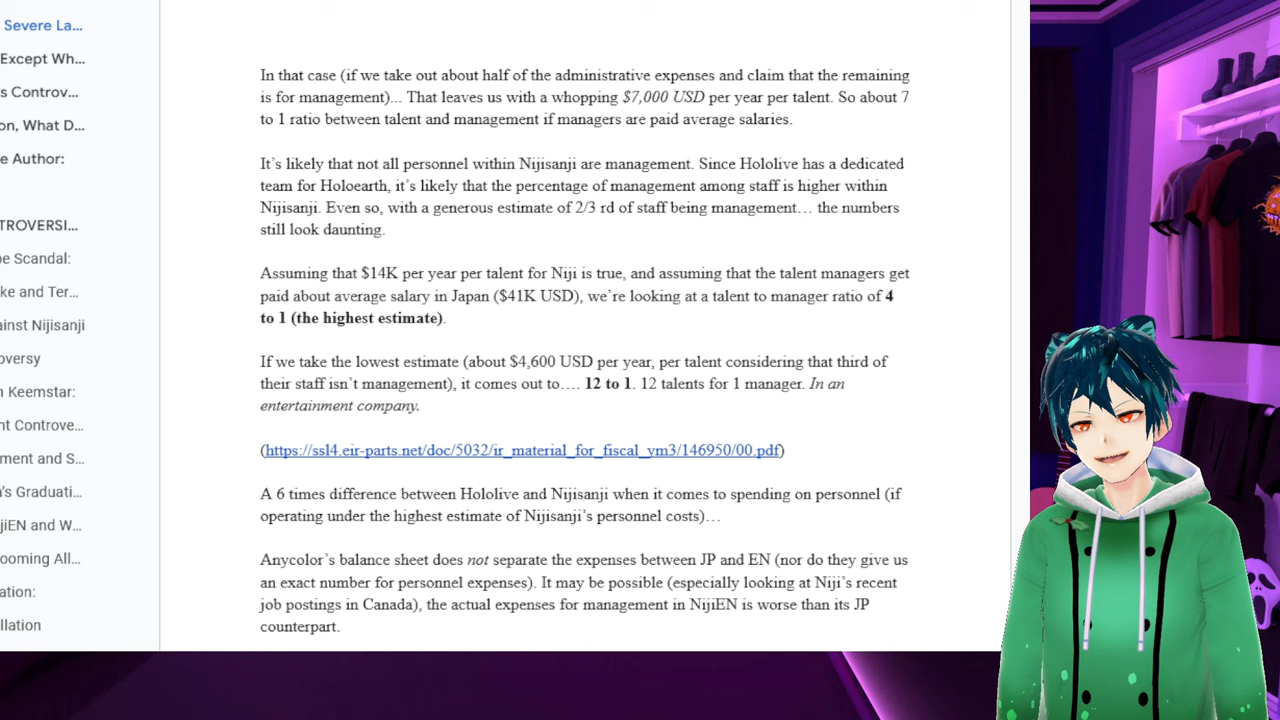 Severe La...
Except Wh...
s Controv...
on, What D...
e Author:
TROVERSI...
pe Scandal:
ke and Ter...
ainst Nijisanji
oversy
n Keemstar:
nt Controve...
ment and S...
a's Graduati...
jiEN and W...
ooming All...
ation:
llation
In that case (if we take out about half of the administrative expenses and claim that the remaining
is for management)... That leaves us with a whopping $7,000 USD per year per talent. So about 7
to 1 ratio between talent and management if managers are paid average salaries.
It's likely that not all personnel within Nijisanji are management. Since Hololive has a dedicated
team for Holoearth, it's likely that the percentage of management among staff is higher within
Nijisanji. Even so, with a generous estimate of 2/3 rd of staff being management… the numbers
still look daunting.
Assuming that $14K per year per talent for Niji is true, and assuming that the talent managers get
paid about average salary in Japan ($41K USD), we're looking at a talent to manager ratio of 4
to 1 (the highest estimate).
If we take the lowest estimate (about $4,600 USD per year, per talent considering that third of
their staff isn't management), it comes out to…. 12 to 1. 12 talents for 1 manager. In an
entertainment company.
(https://ssl4.eir-parts.net/doc/5032/ir_material_for_fiscal_ym3/146950/00.pdf)
A 6 times difference between Hololive and Nijisanji when it comes to spending on personnel (if
operating under the highest estimate of Nijisanji's personnel costs)…
Anycolor's balance sheet does not separate the expenses between JP and EN (nor do they give us
an exact number for personnel expenses). It may be possible (especially looking at Niji's recent
job postings in Canada), the actual expenses for management in NijiEN is worse than its JP
counterpart.